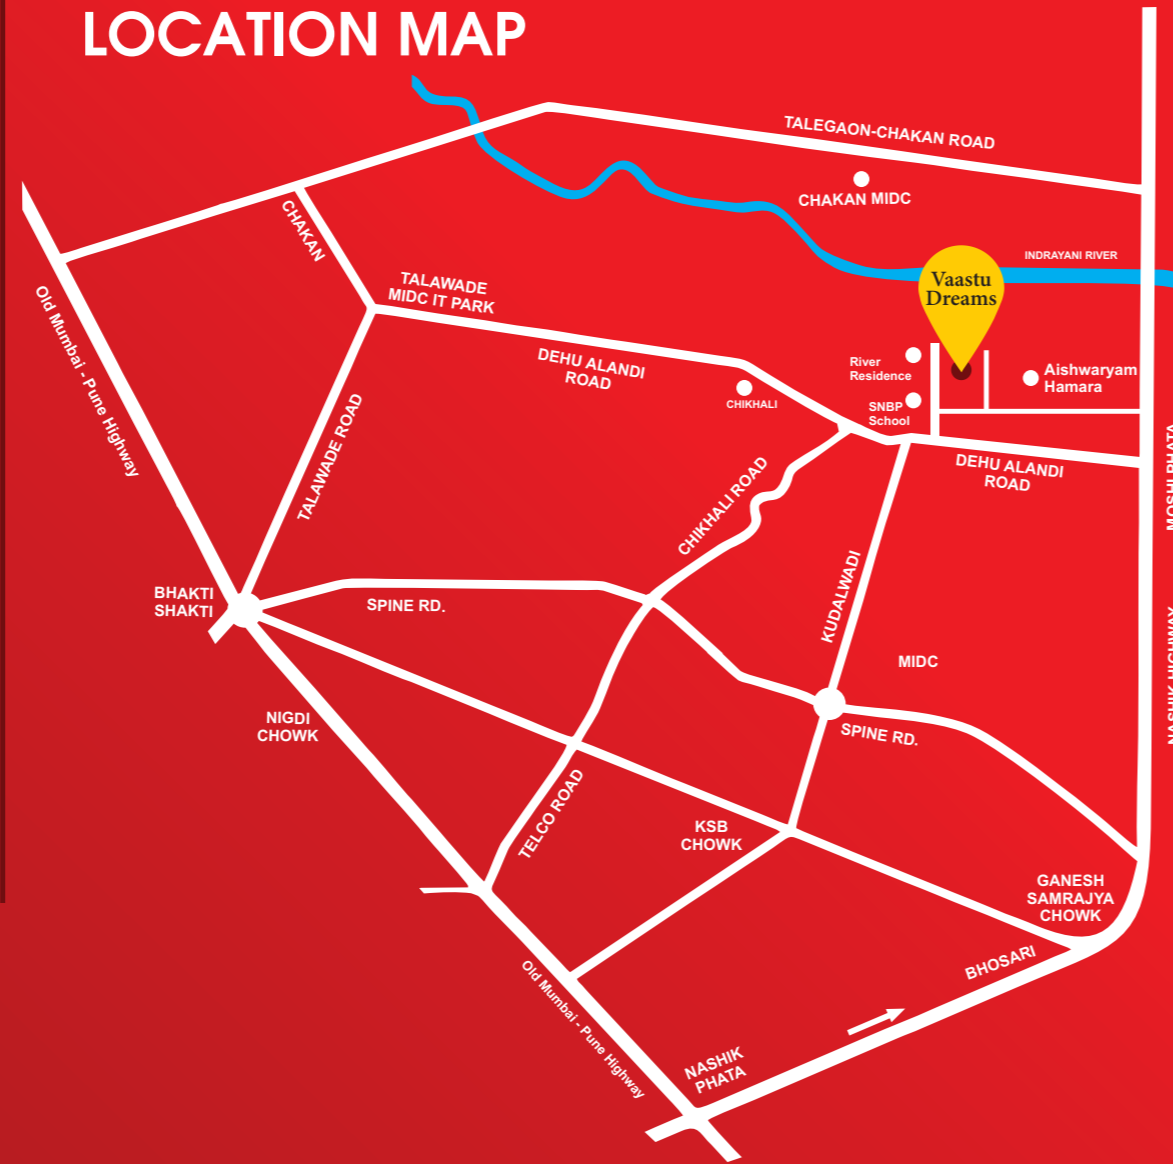 LOCATION MAP
TALEGAON-CHAKAN ROAD
CHAKAN MIDC
CHAKAN
INDRAYANI RIVER
Vaastu
Dreams
TALAWADE
MIDC IT PARK
Old Mumbai - Pune Highway
DEHU ALANDI
ROAD
River
Residence
Aishwaryam
Hamara
CHIKHALI
SNBP
School
TALAWADE ROAD
CHIKHALI ROAD
DEHU ALANDI
ROAD
MOSHI PHATA
KUDALWADI
BHAKTI
SHAKTI
SPINE RD.
MIDC
NASHIK HIGHWAY
NIGDI
CHOWK
SPINE RD.
TELCO ROAD
KSB
CHOWK
GANESH
SAMRAJYA
CHOWK
BHOSARI
Old Mumbai - Pune Highway
NASHIK
PHATA